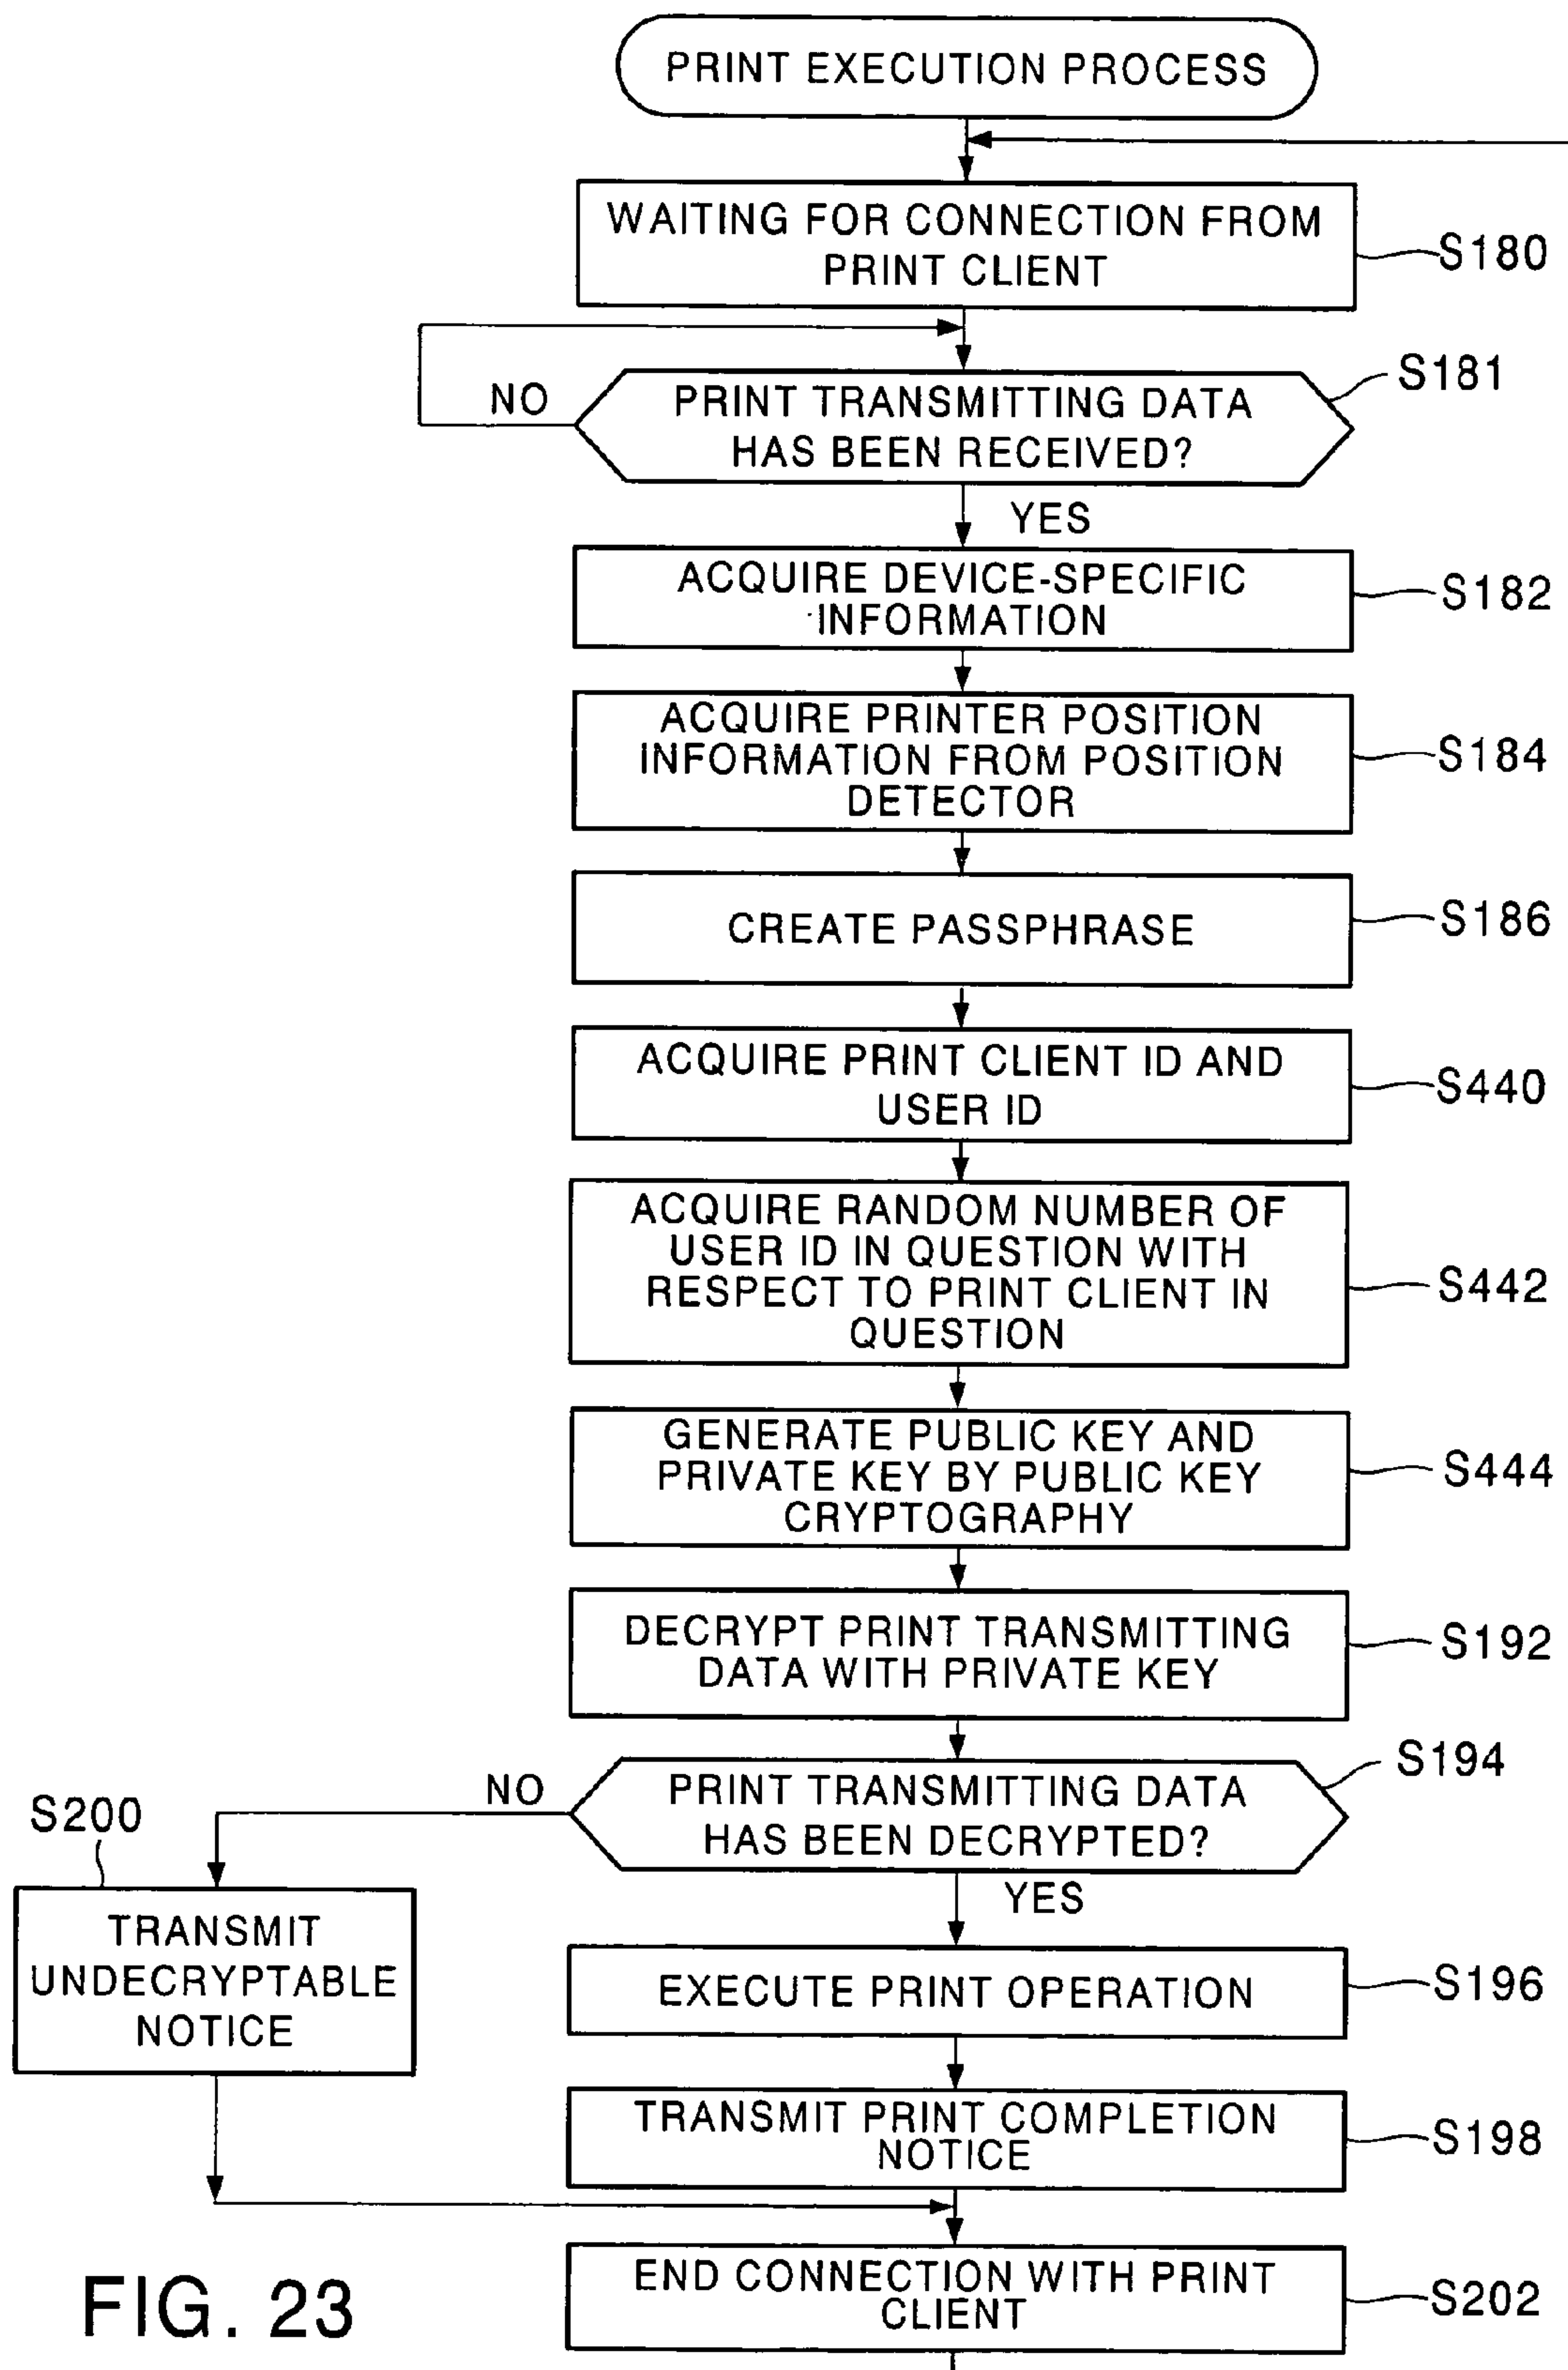 PRINT EXECUTION PROCESS
WAITING FOR CONNECTION FROM
PRINT CLIENT
S180
S181
NO
PRINT TRANSMITTING DATA
HAS BEEN RECEIVED?
YES
ACQUIRE DEVICE-SPECIFIC
INFORMATION
S182
ACQUIRE PRINTER POSITION
INFORMATION FROM POSITION
DETECTOR
S184
CREATE PASSPHRASE
S186
ACQUIRE PRINT CLIENT ID AND
USER ID
S440
ACQUIRE RANDOM NUMBER OF
USER ID IN QUESTION WITH
RESPECT TO PRINT CLIENT IN
QUESTION
S442
GENERATE PUBLIC KEY AND
PRIVATE KEY BY PUBLIC KEY
CRYPTOGRAPHY
S444
DECRYPT PRINT TRANSMITTING
DATA WITH PRIVATE KEY
S192
S194
NO
PRINT TRANSMITTING DATA
HAS BEEN DECRYPTED?
YES
S200
TRANSMIT
UNDECRYPTABLE
NOTICE
EXECUTE PRINT OPERATION
S196
TRANSMIT PRINT COMPLETION
NOTICE
S198
END CONNECTION WITH PRINT
CLIENT
S202
FIG. 23